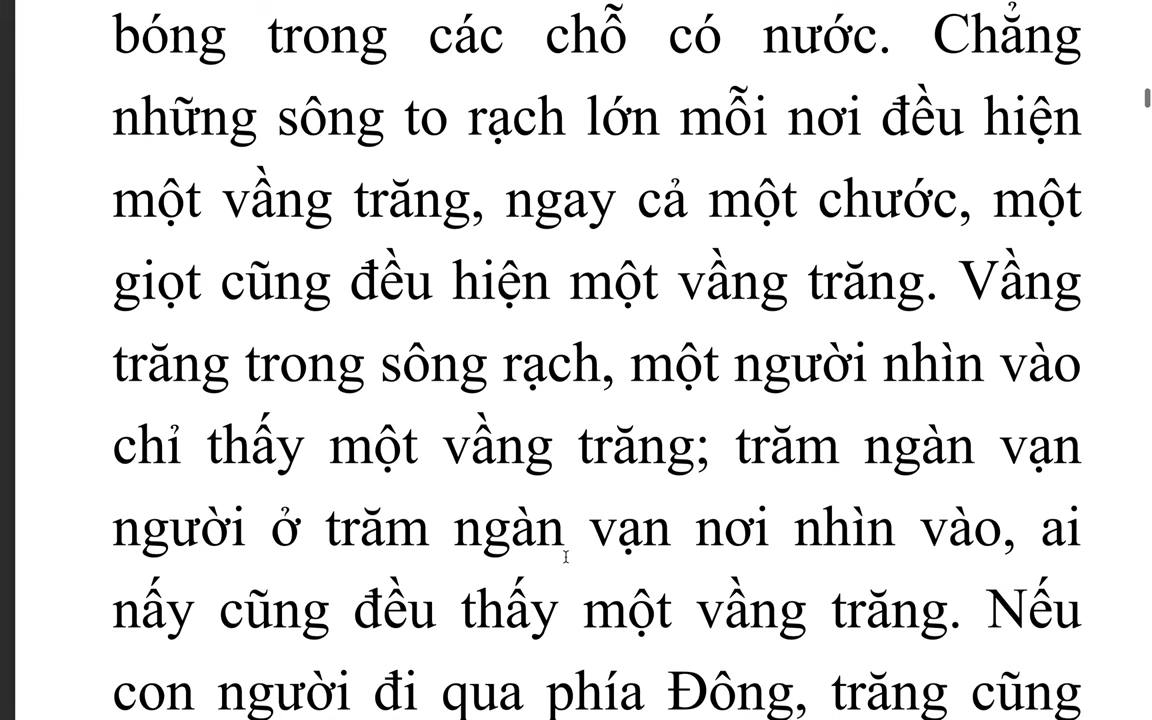 bóng trong các chỗ có nước. Chẳng
những sông to rạch lớn mỗi nơi đều hiện
một vầng trăng, ngay cả một chước, một
giọt cũng đều hiện một vầng trăng. Vầng
trăng trong sông rạch, một người nhìn vào
chỉ thấy một vầng trăng; trăm ngàn vạn
người ở trăm ngàn vạn nơi nhìn vào, ai
nấy cũng đều thấy một vầng trăng. Nếu
con người đi qua phía Đông, trăng cũng